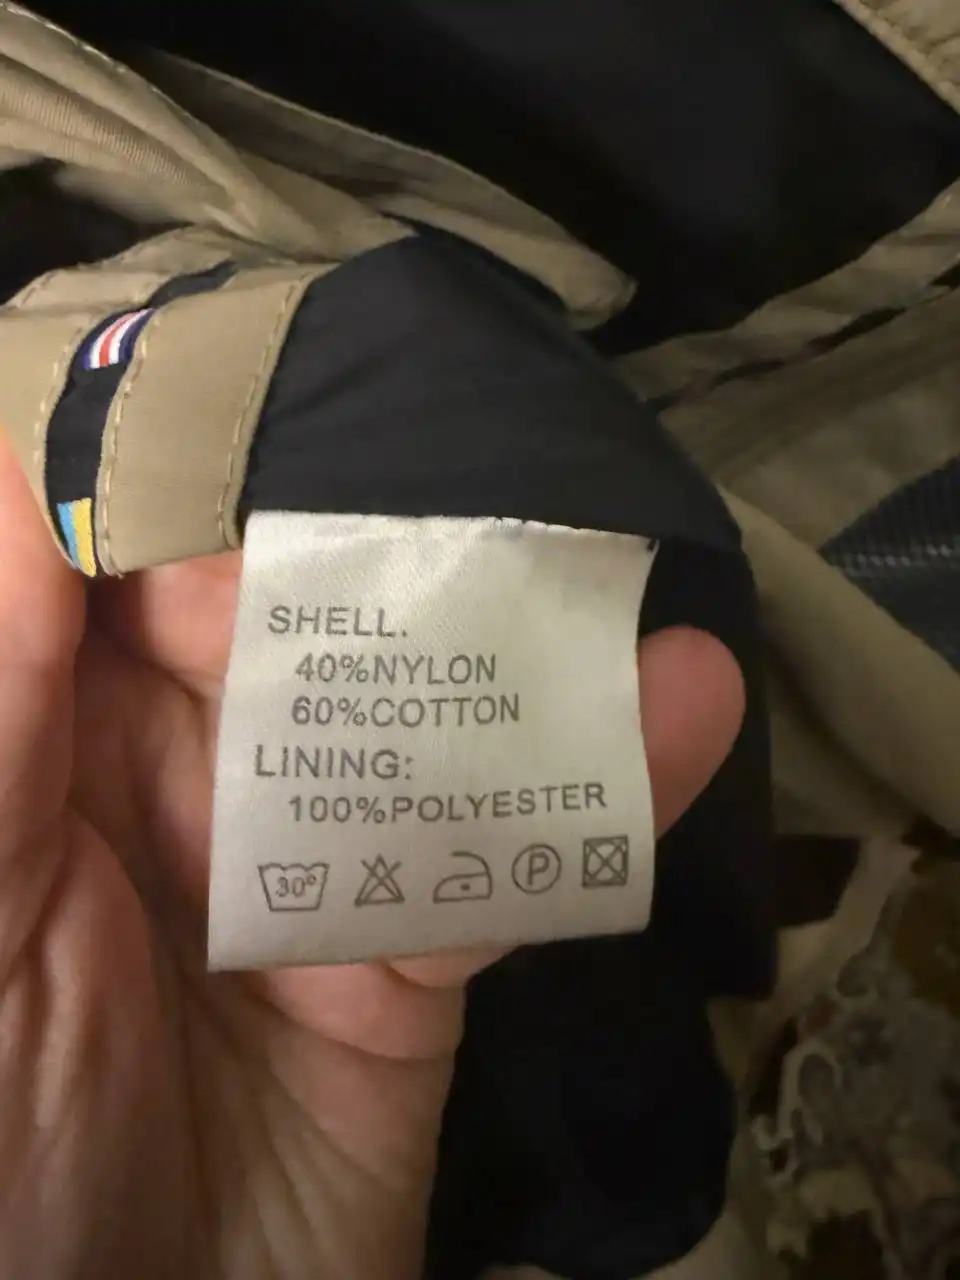 SHELL.
40%NYLON
60%COTTON
LINING:
100%POLYESTER
30° P